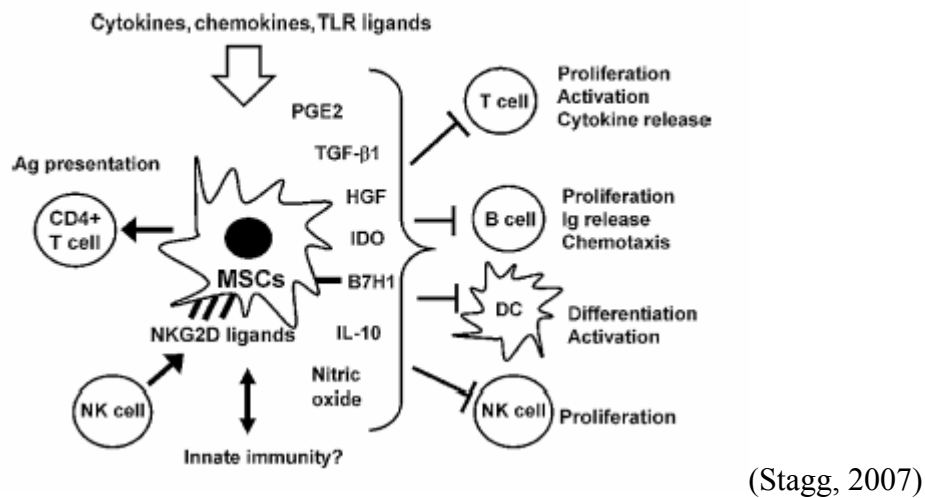 Cytokines, chemokines, TLR ligands
PGE2
TGF-β1
HGF
IDO
B7H1
IL-10
Nitric
oxide
Ag presentation
CD4+
T cell
MSCs
NKG2D ligands
NK cell
Innate immunity?
T cell
Proliferation
Activation
Cytokine release
B cell
Proliferation
Ig release
Chemotaxis
DC
Differentiation
Activation
NK cell
Proliferation
(Stagg, 2007)